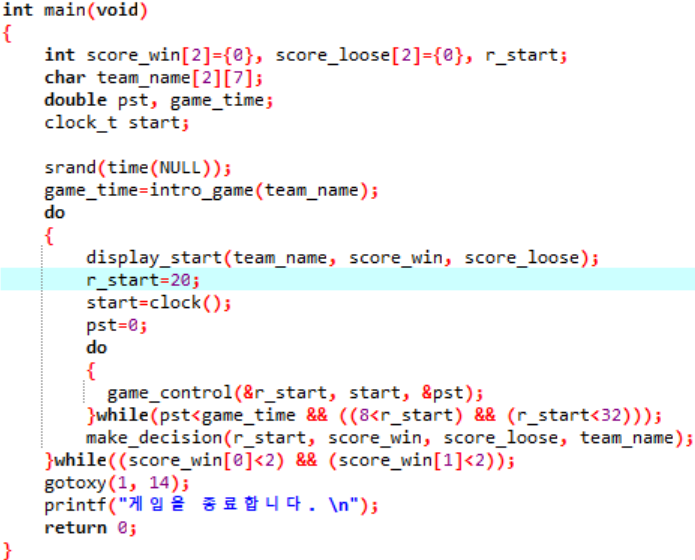 int main(void)
{
int score_win[2]={0}, score_loose[2]={0}, r_start;
char team_name[2][7];
double pst, game_time;
clock_t start;
srand(time(NULL));
game_time=intro_game(team_name);
do
{
display_start(team_name, score_win, score_loose);
r_start=20;
start=clock();
pst=0;
do
{
game_control(&r_start, start, &pst);
}while(pst<game_time && ((8<r_start) && (r_start<32)));
make_decision(r_start, score_win, score_loose, team_name);
}while((score_win[0]<2) && (score_win[1]<2));
gotoxy(1, 14);
printf("게임을 종료합니다. \n");
return 0;
}